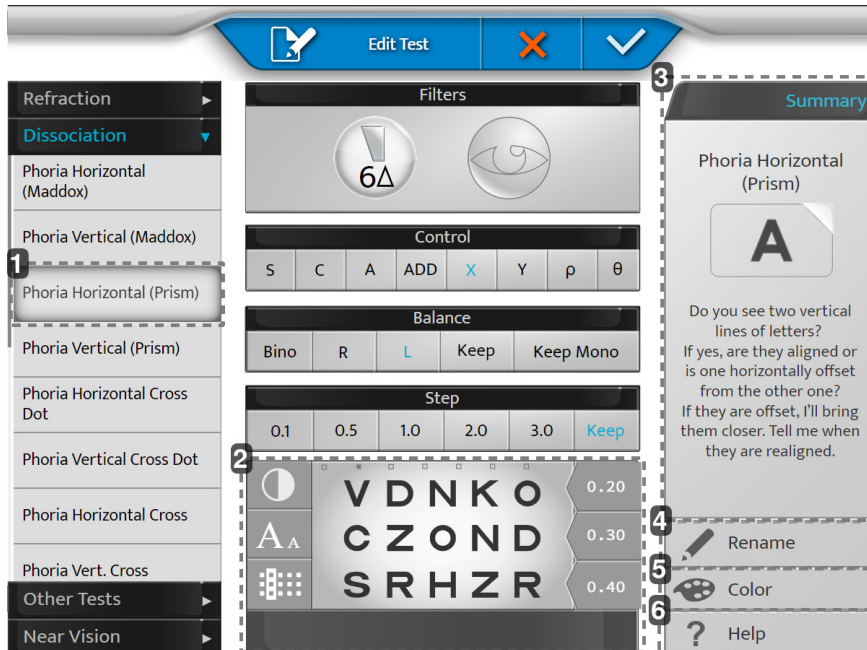 Edit Test
Refraction
Dissociation
Phoria Horizontal
(Maddox)
Phoria Vertical (Maddox)
1
Phoria Horizontal (Prism)
Phoria Vertical (Prism)
Phoria Horizontal Cross
Dot
Phoria Vertical Cross Dot
Phoria Horizontal Cross
Phoria Vert. Cross
Other Tests
Near Vision
Filters
6Δ
Control
S C A ADD X Y ρ θ
Balance
Bino R L Keep Keep Mono
Step
0.1 0.5 1.0 2.0 3.0 Keep
2
V D N K O 0.20
A A C Z O N D 0.30
S R H Z R 0.40
3
Summary
Phoria Horizontal
(Prism)
A
Do you see two vertical
lines of letters?
If yes, are they aligned or
is one horizontally offset
from the other one?
If they are offset, I'll bring
them closer. Tell me when
they are realigned.
4
Rename
5
Color
6
? Help